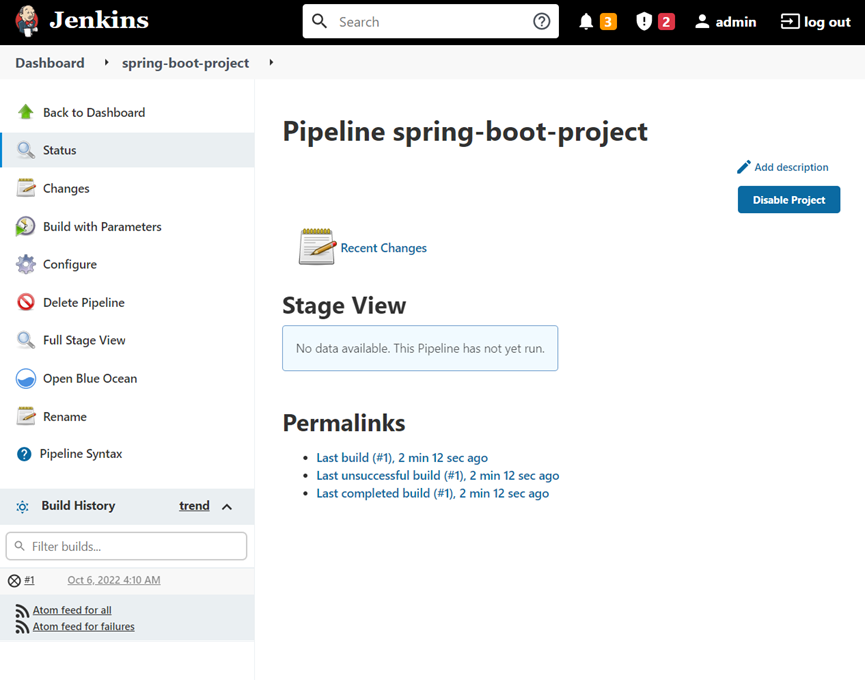 Jenkins
Search
3
2
admin
log out
Dashboard
spring-boot-project
Back to Dashboard
Status
Changes
Build with Parameters
Configure
Delete Pipeline
Full Stage View
Open Blue Ocean
Rename
Pipeline Syntax
Build History
trend
Filter builds...
#1
Oct 6, 2022 4:10 AM
Atom feed for all
Atom feed for failures
Pipeline spring-boot-project
Add description
Disable Project
Recent Changes
Stage View
No data available. This Pipeline has not yet run.
Permalinks
Last build (#1), 2 min 12 sec ago
Last unsuccessful build (#1), 2 min 12 sec ago
Last completed build (#1), 2 min 12 sec ago